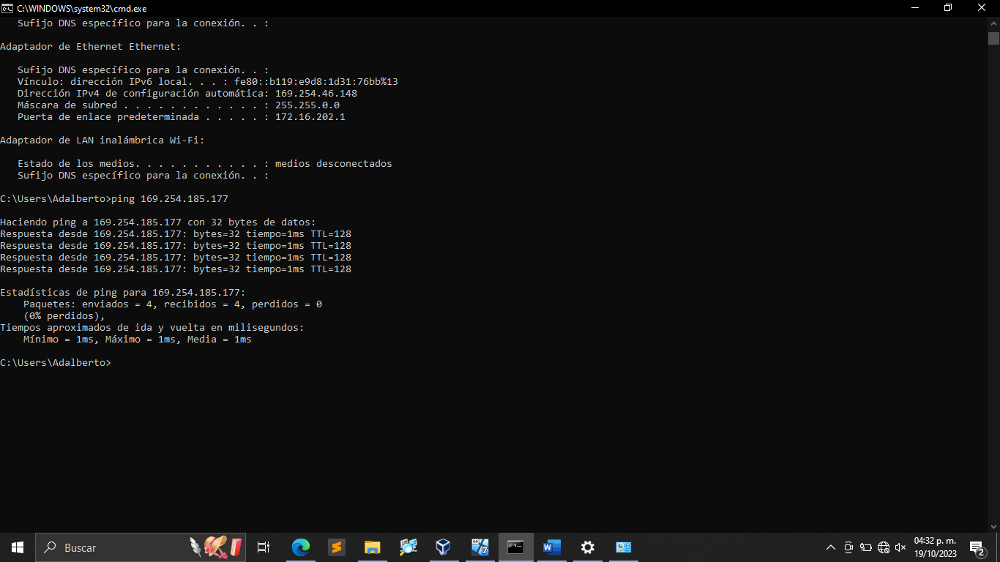 C:\WINDOWS\system32\cmd.exe
   Sufijo DNS específico para la conexión. . :
Adaptador de Ethernet Ethernet:
   Sufijo DNS específico para la conexión. . :
   Vínculo: dirección IPv6 local. . . : fe80::b119:e9d8:1d31:76bb%13
   Dirección IPv4 de configuración automática: 169.254.46.148
   Máscara de subred . . . . . . . . . . . . : 255.255.0.0
   Puerta de enlace predeterminada . . . . . : 172.16.202.1
Adaptador de LAN inalámbrica Wi-Fi:
   Estado de los medios. . . . . . . . . . . : medios desconectados
   Sufijo DNS específico para la conexión. . :
C:\Users\Adalberto>ping 169.254.185.177
Haciendo ping a 169.254.185.177 con 32 bytes de datos:
Respuesta desde 169.254.185.177: bytes=32 tiempo=1ms TTL=128
Respuesta desde 169.254.185.177: bytes=32 tiempo=1ms TTL=128
Respuesta desde 169.254.185.177: bytes=32 tiempo=1ms TTL=128
Respuesta desde 169.254.185.177: bytes=32 tiempo=1ms TTL=128
Estadísticas de ping para 169.254.185.177:
    Paquetes: enviados = 4, recibidos = 4, perdidos = 0
    (0% perdidos),
Tiempos aproximados de ida y vuelta en milisegundos:
    Mínimo = 1ms, Máximo = 1ms, Media = 1ms
C:\Users\Adalberto>
Buscar
04:32 p. m.
19/10/2023
2